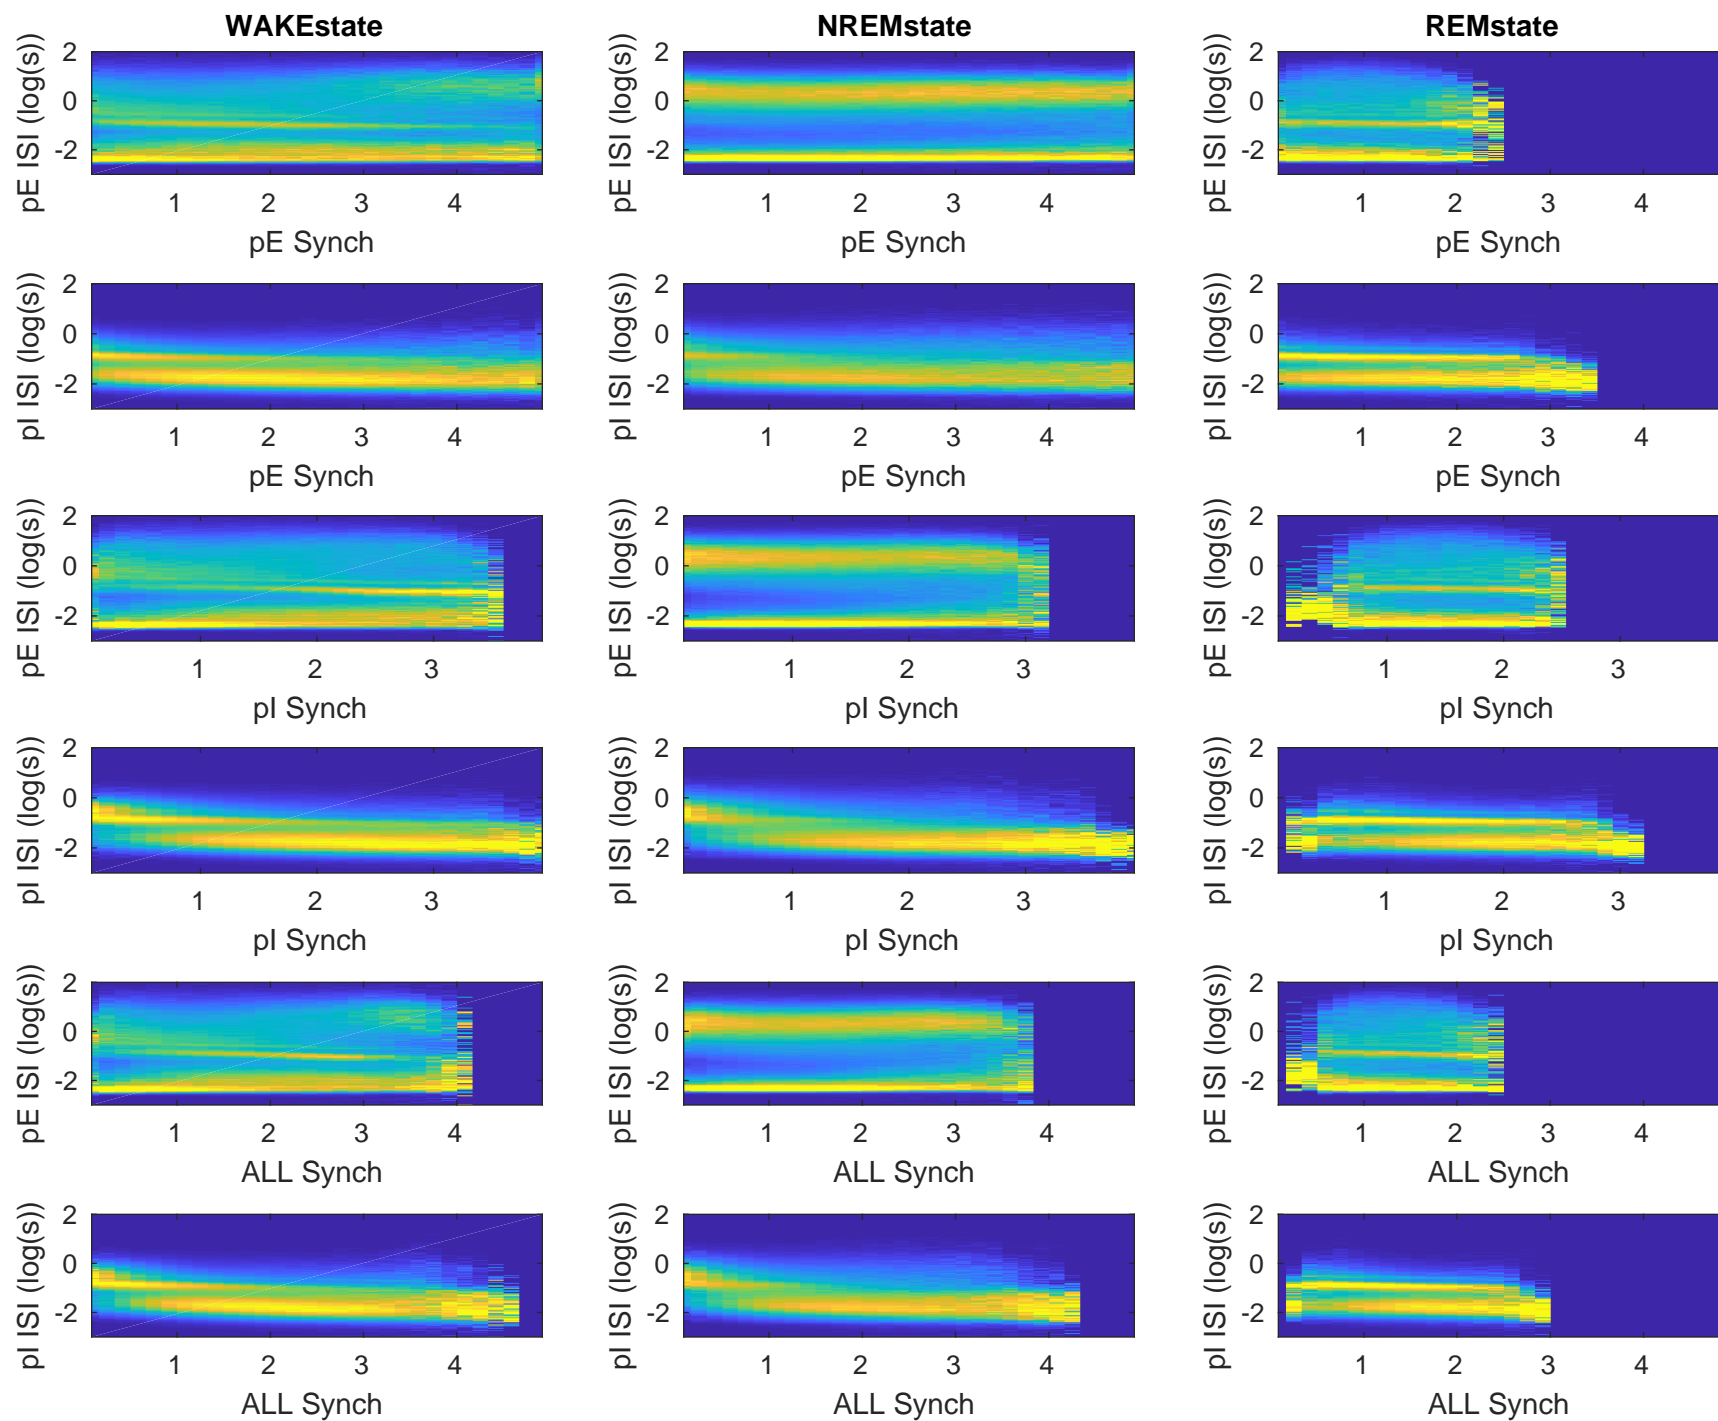 WAKEstate NREMstate REMstate
pE ISI (log(s)) 2 0 -2 pE ISI (log(s)) 2 0 -2 pE ISI (log(s)) 2 0 -2
1 2 3 4 1 2 3 4 1 2 3 4
pE Synch pE Synch pE Synch
pI ISI (log(s)) 2 0 -2 pI ISI (log(s)) 2 0 -2 pI ISI (log(s)) 2 0 -2
1 2 3 4 1 2 3 4 1 2 3 4
pE Synch pE Synch pE Synch
pE ISI (log(s)) 2 0 -2 pE ISI (log(s)) 2 0 -2 pE ISI (log(s)) 2 0 -2
1 2 3 1 2 3 1 2 3
pI Synch pI Synch pI Synch
pI ISI (log(s)) 2 0 -2 pI ISI (log(s)) 2 0 -2 pI ISI (log(s)) 2 0 -2
1 2 3 1 2 3 1 2 3
pI Synch pI Synch pI Synch
pE ISI (log(s)) 2 0 -2 pE ISI (log(s)) 2 0 -2 pE ISI (log(s)) 2 0 -2
1 2 3 4 1 2 3 4 1 2 3 4
ALL Synch ALL Synch ALL Synch
pI ISI (log(s)) 2 0 -2 pI ISI (log(s)) 2 0 -2 pI ISI (log(s)) 2 0 -2
1 2 3 4 1 2 3 4 1 2 3 4
ALL Synch ALL Synch ALL Synch